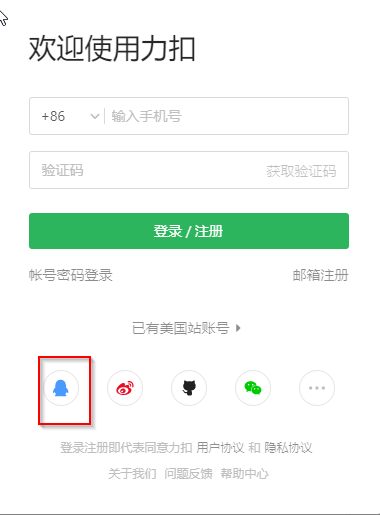 欢迎使用力扣
+86 输入手机号
验证码 获取验证码
登录 / 注册
帐号密码登录 邮箱注册
已有美国站账号
登录注册即代表同意力扣 用户协议 和 隐私协议
关于我们 问题反馈 帮助中心